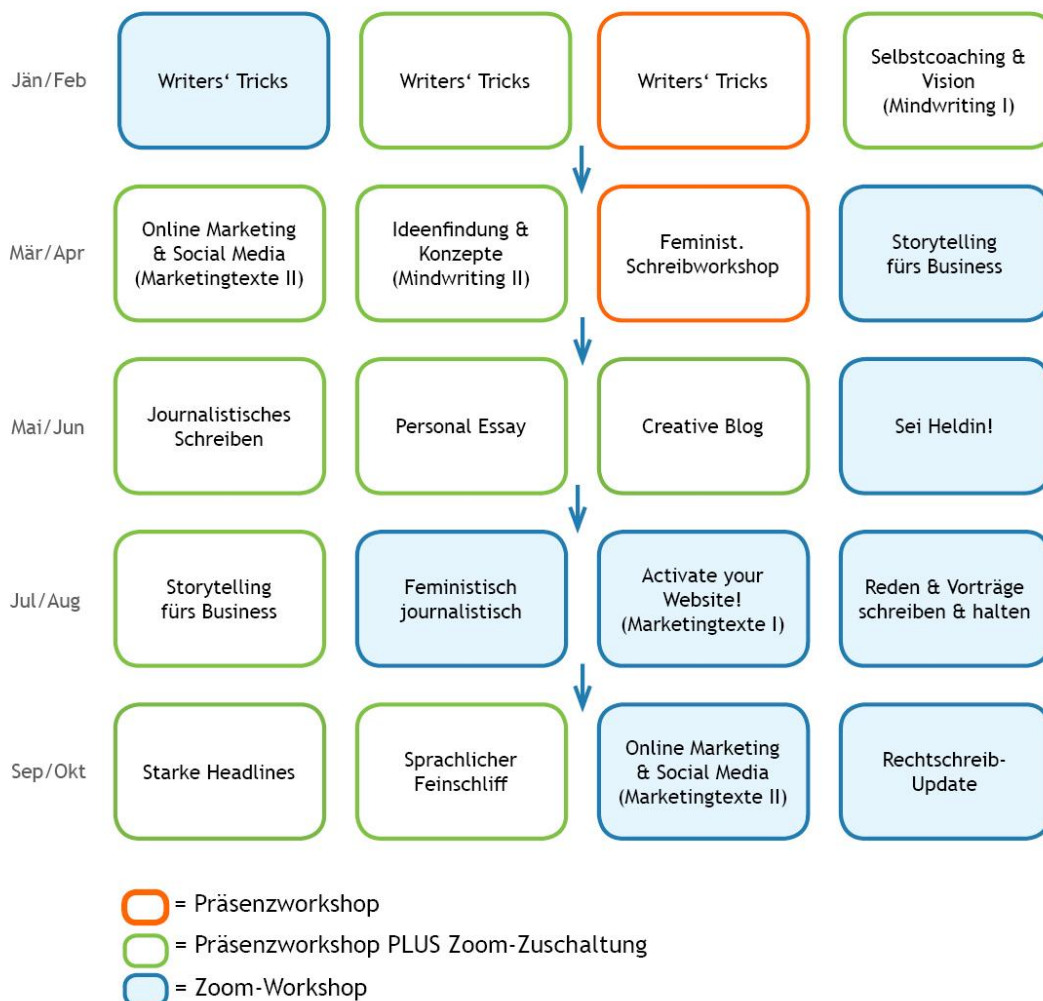 Jän/Feb
Writers‘ Tricks
Writers‘ Tricks
Writers‘ Tricks
Selbstcoaching &
Vision
(Mindwriting I)
Mär/Apr
Online Marketing
& Social Media
(Marketingtexte II)
Ideenfindung &
Konzepte
(Mindwriting II)
Feminist.
Schreibworkshop
Storytelling
fürs Business
Mai/Jun
Journalistisches
Schreiben
Personal Essay
Creative Blog
Sei Heldin!
Jul/Aug
Storytelling
fürs Business
Feministisch
journalistisch
Activate your
Website!
(Marketingtexte I)
Reden & Vorträge
schreiben & halten
Sep/Okt
Starke Headlines
Sprachlicher
Feinschliff
Online Marketing
& Social Media
(Marketingtexte II)
Rechtschreib-
Update
= Präsenzworkshop
= Präsenzworkshop PLUS Zoom-Zuschaltung
= Zoom-Workshop